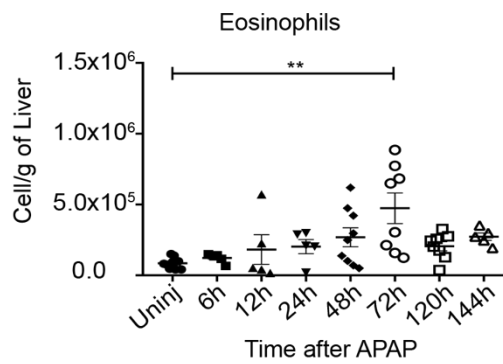 Eosinophils
Cell/g of Liver
1.5x10⁶
**
1.0x10⁶
5.0x10⁵
0.0
Uninj 6h 12h 24h 48h 72h 120h 144h
Time after APAP